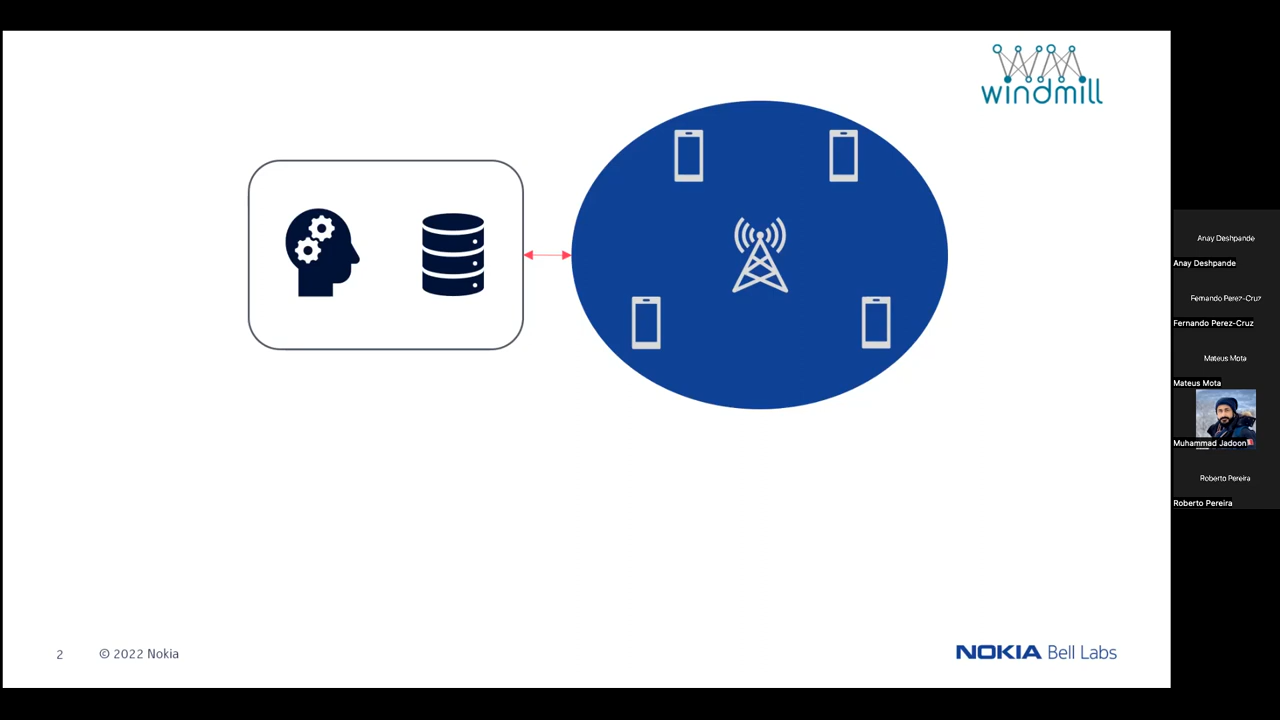 windmill
Anay Deshpande
Anay Deshpande
Fernando Perez-Cruz
Fernando Perez-Cruz
Mateus Mota
Mateus Mota
Muhammad Jadoon
Roberto Pereira
Roberto Pereira
2
© 2022 Nokia
NOKIA Bell Labs